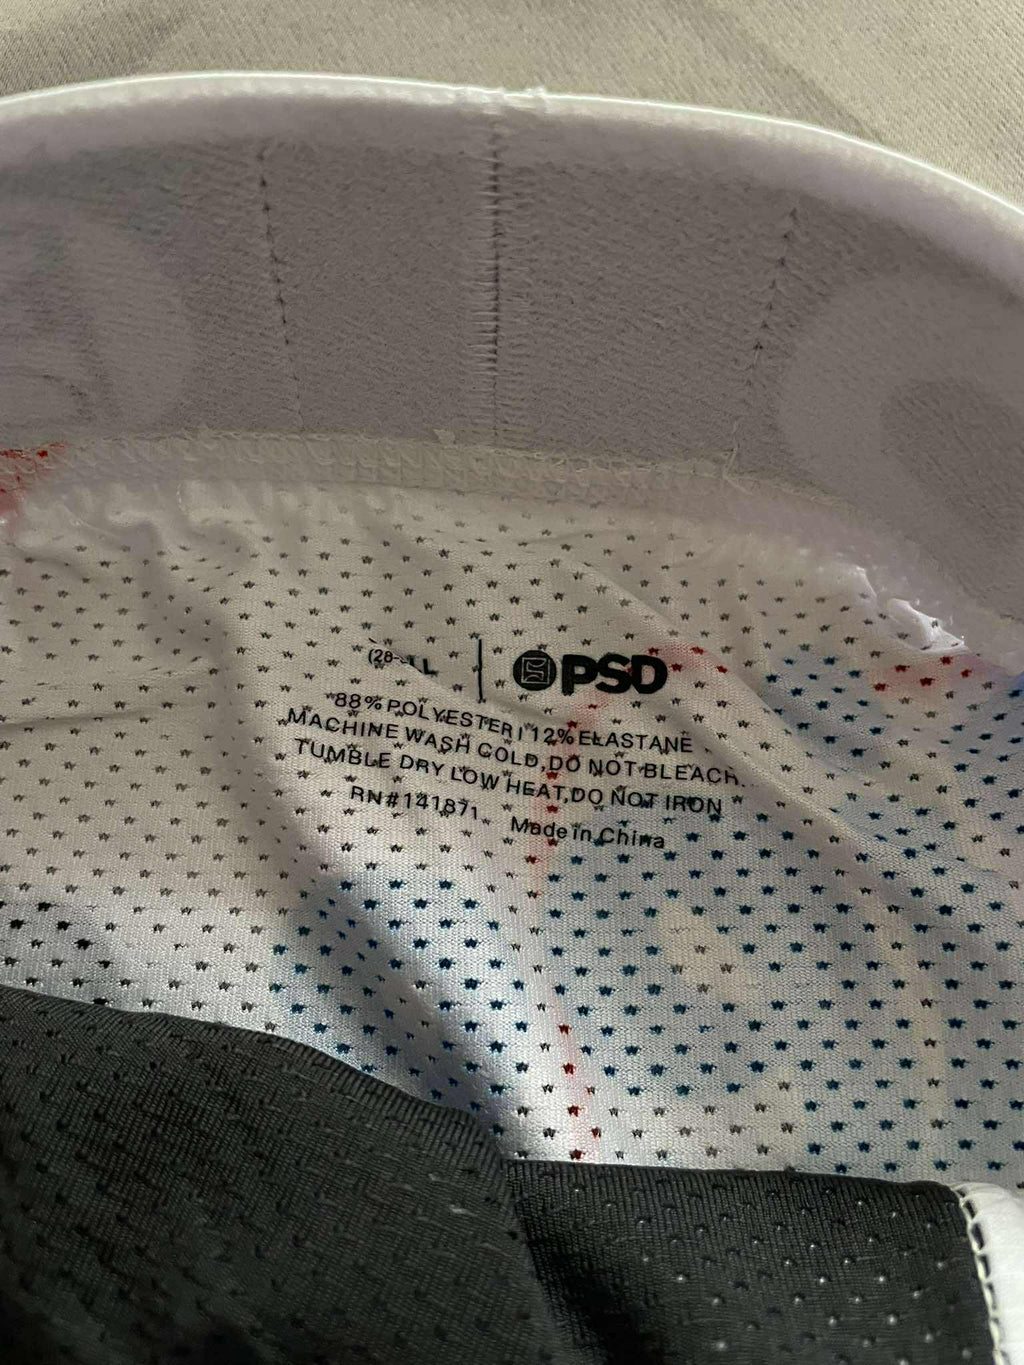 L | PSD
88% POLYESTER I 12% ELASTANE
MACHINE WASH COLD, DO NOT BLEACH.
TUMBLE DRY LOW HEAT, DO NOT IRON
RN#141871 Made in China